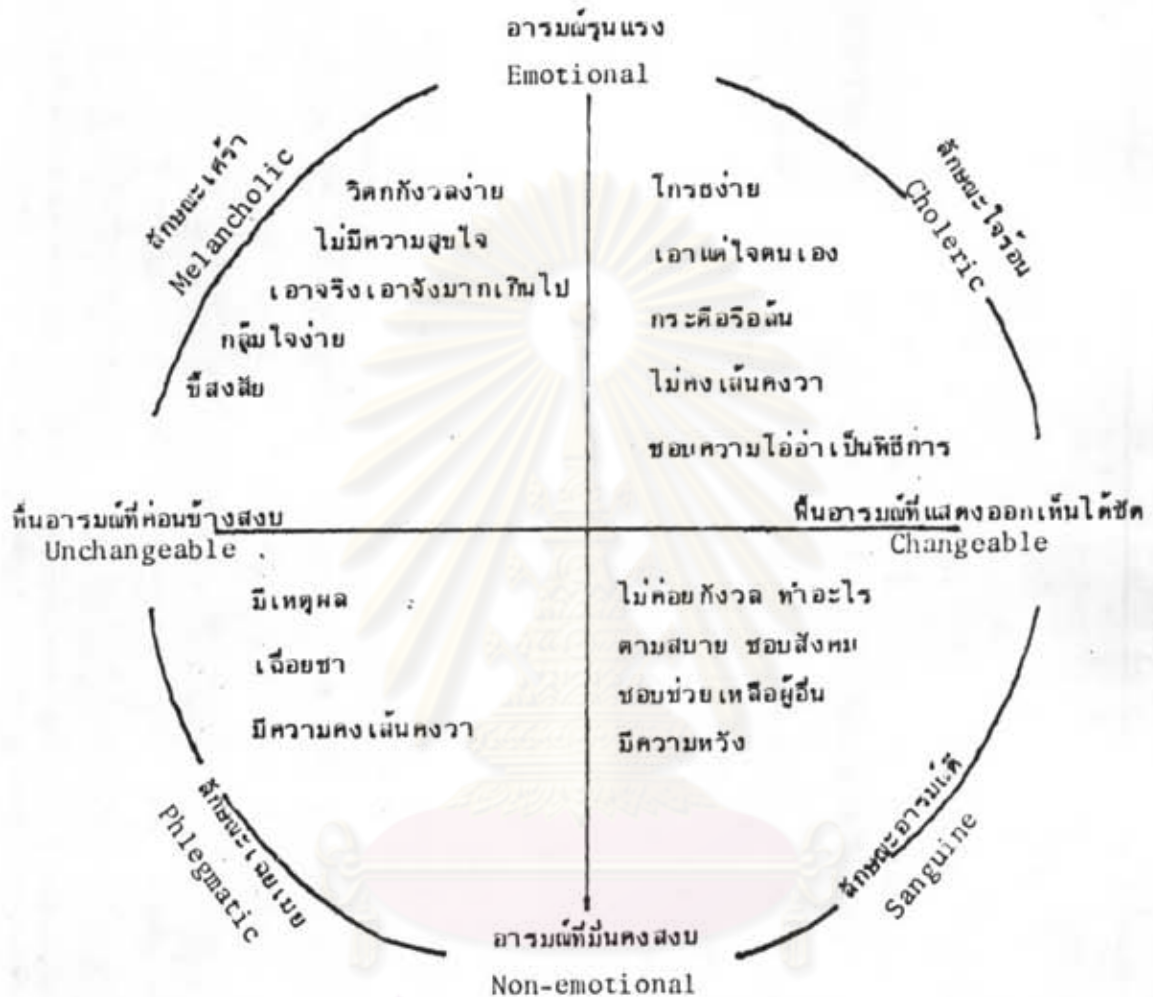 อารมณ์รุนแรง
Emotional
ลักษณะเศร้า
Melancholic
ลักษณะใจร้อน
Choleric
วิตกกังวลง่าย
ไม่มีความสุขใจ
เอาจริงเอาจังมากเกินไป
กลุ้มใจง่าย
ขี้สงสัย
โกรธง่าย
เอาแต่ใจตนเอง
กระตือรือล้น
ไม่คงเส้นคงวา
ชอบความโอ่อ่าเป็นพิธีการ
พื้นอารมณ์ที่ค่อนข้างสงบ
Unchangeable
พื้นอารมณ์ที่แสดงออกเห็นได้ชัด
Changeable
มีเหตุผล
เฉื่อยชา
มีความคงเส้นคงวา
ไม่ค่อยกังวล ทำอะไร
ตามสบาย ชอบสังคม
ชอบช่วยเหลือผู้อื่น
มีความหวัง
ลักษณะเฉยเมย
Phlegmatic
ลักษณะอารมณ์ดี
Sanguine
อารมณ์ที่มั่นคงสงบ
Non-emotional